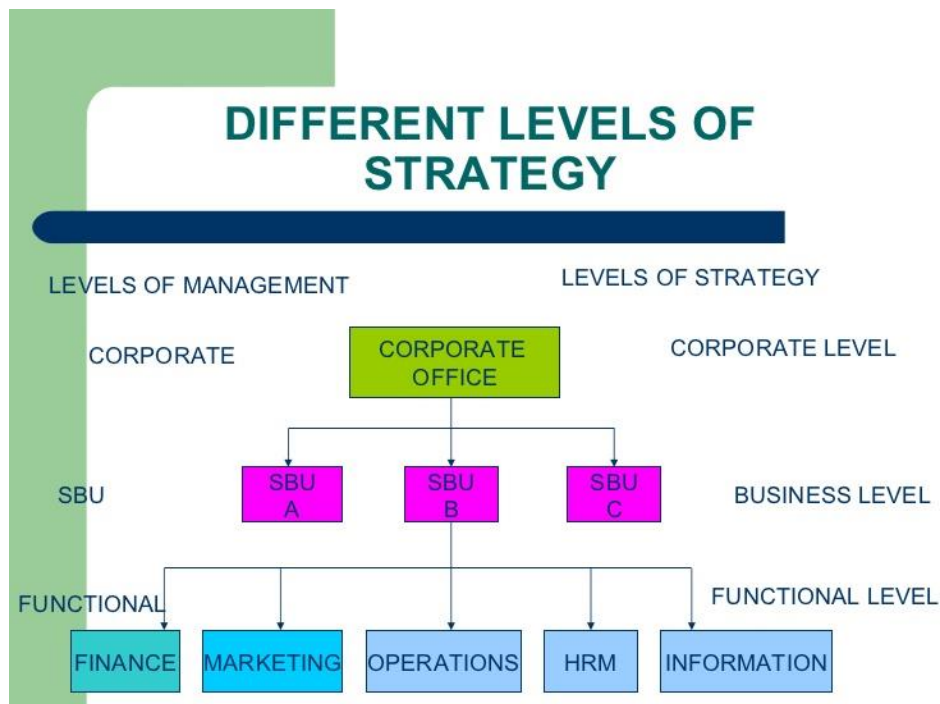 DIFFERENT LEVELS OF
STRATEGY
LEVELS OF MANAGEMENT
LEVELS OF STRATEGY
CORPORATE
CORPORATE
OFFICE
CORPORATE LEVEL
SBU
SBU
A
SBU
B
SBU
C
BUSINESS LEVEL
FUNCTIONAL
FUNCTIONAL LEVEL
FINANCE
MARKETING
OPERATIONS
HRM
INFORMATION